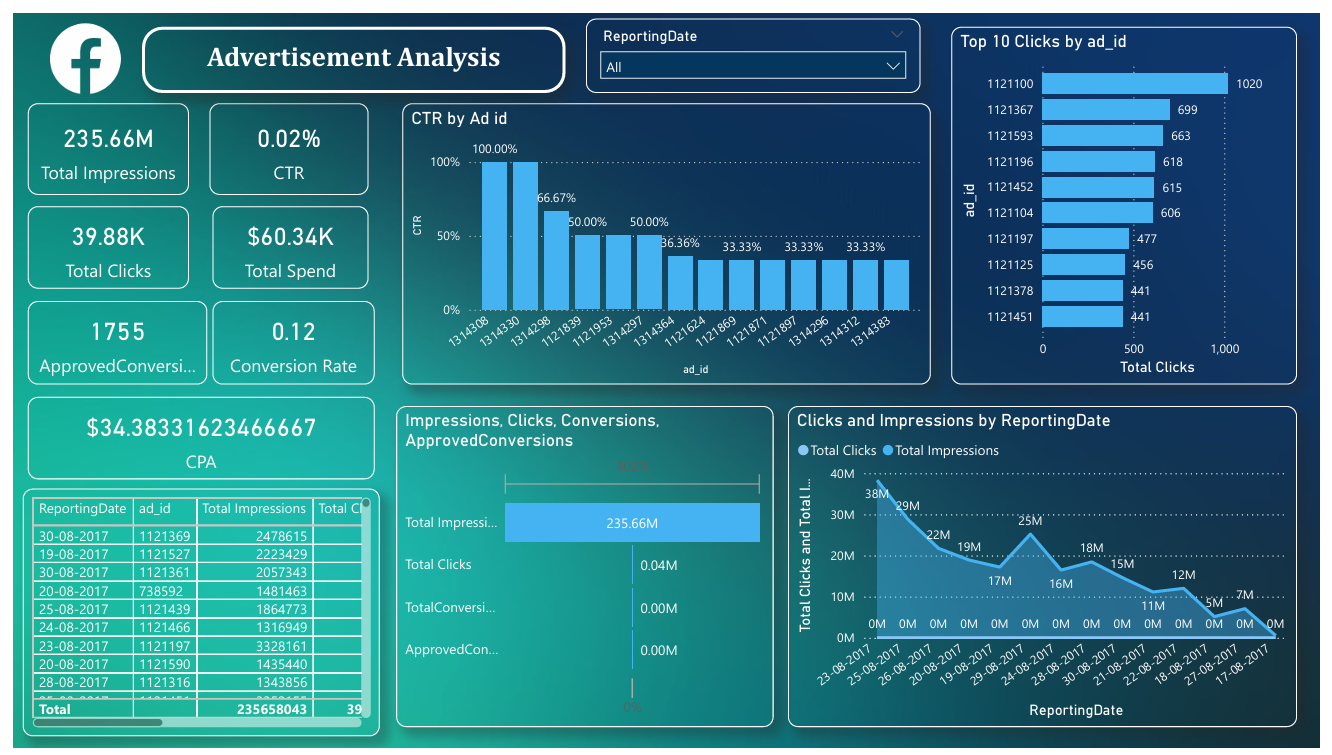 Advertisement Analysis
ReportingDate
All
235.66M
Total Impressions
0.02%
CTR
39.88K
Total Clicks
$60.34K
Total Spend
1755
ApprovedConversi...
0.12
Conversion Rate
$34.38331623466667
CPA
CTR by Ad id
CTR
100%
50%
0%
100.00%
66.67%
50.00%
50.00%
36.36%
33.33%
33.33%
33.33%
1314308
1314330
1314298
1121839
1121953
1314297
1314364
1121624
1121869
1121871
1121897
1314296
1314312
1314383
ad_id
Top 10 Clicks by ad_id
ad_id
1121100 1020
1121367 699
1121593 663
1121196 618
1121452 615
1121104 606
1121197 477
1121125 456
1121378 441
1121451 441
0 500 1,000
Total Clicks
ReportingDate ad_id Total Impressions Total Cl
30-08-2017 1121369 2478615
19-08-2017 1121527 2223429
30-08-2017 1121361 2057343
20-08-2017 738592 1481463
25-08-2017 1121439 1864773
24-08-2017 1121466 1316949
23-08-2017 1121197 3328161
20-08-2017 1121590 1435440
28-08-2017 1121316 1343856
Total 235658043 39
Impressions, Clicks, Conversions,
ApprovedConversions
100%
Total Impressi... 235.66M
Total Clicks 0.04M
TotalConversi... 0.00M
ApprovedCon... 0.00M
0%
Clicks and Impressions by ReportingDate
Total Clicks Total Impressions
Total Clicks and Total I...
40M
30M
20M
10M
0M
38M
29M
22M
19M
17M
25M
16M
18M
15M
11M
12M
5M
7M
0M
0M 0M 0M 0M 0M 0M 0M 0M 0M 0M 0M 0M 0M
23-08-2017
25-08-2017
26-08-2017
20-08-2017
19-08-2017
29-08-2017
24-08-2017
28-08-2017
30-08-2017
21-08-2017
22-08-2017
18-08-2017
27-08-2017
17-08-2017
ReportingDate